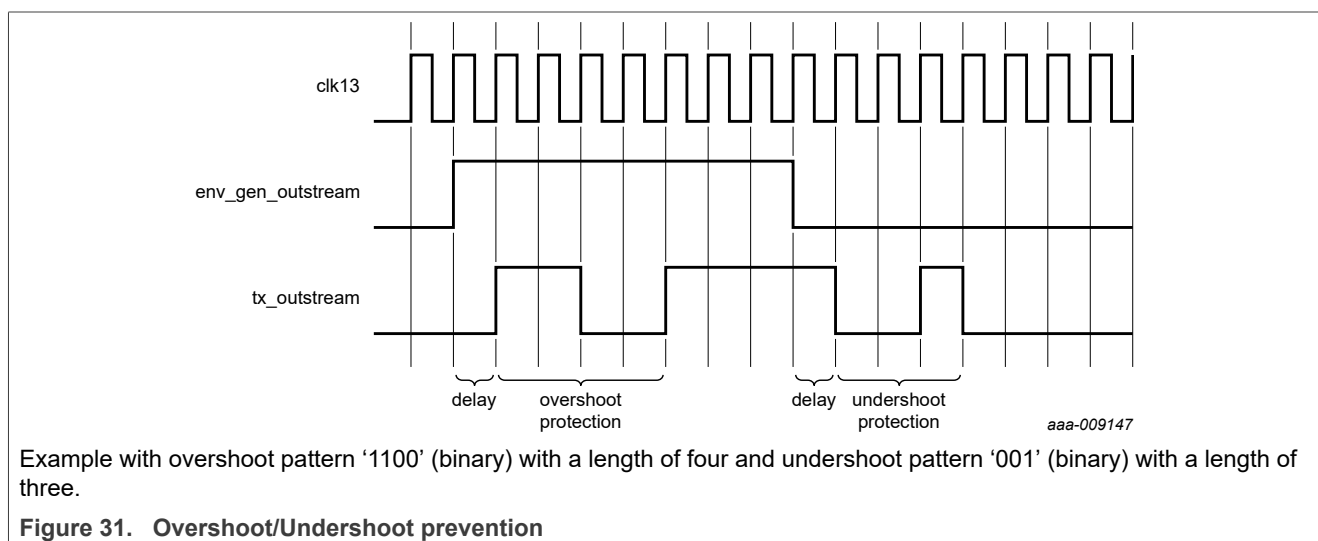 clk13
env_gen_outstream
tx_outstream
delay
overshoot
protection
delay
undershoot
protection
aaa-009147
Example with overshoot pattern ‘1100’ (binary) with a length of four and undershoot pattern ‘001’ (binary) with a length of
three.
Figure 31. Overshoot/Undershoot prevention